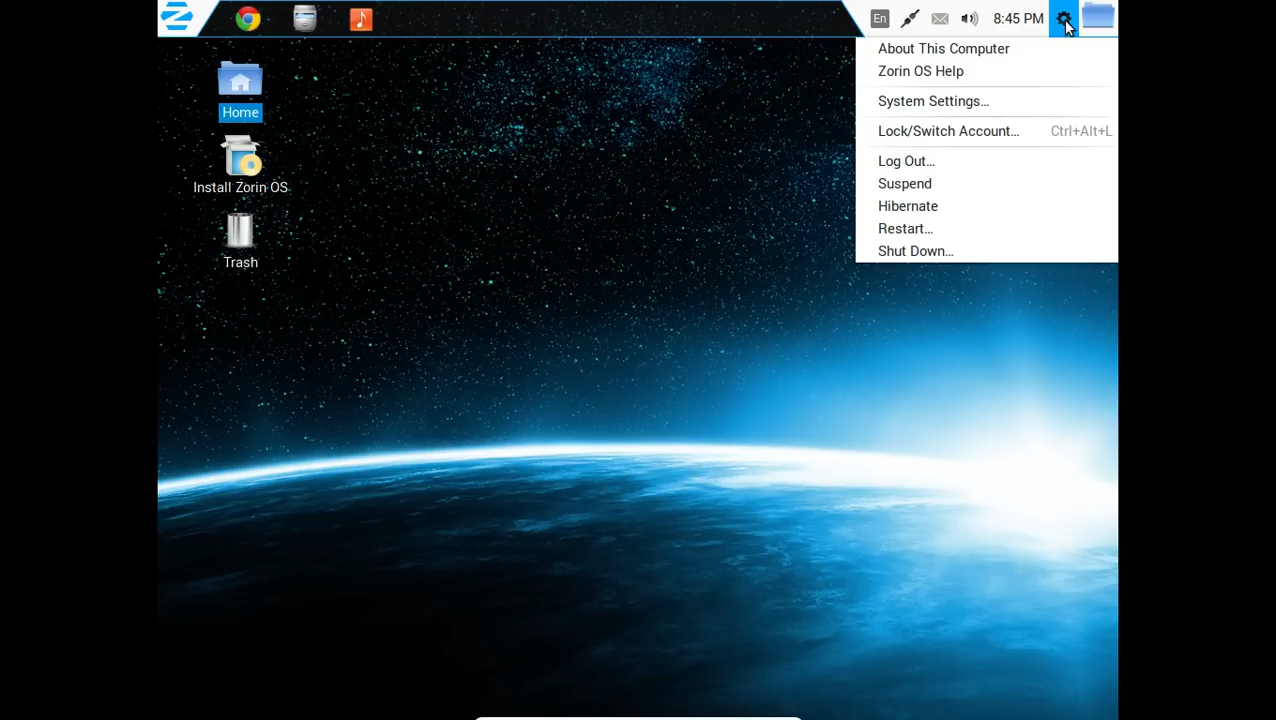 En
8:45 PM
About This Computer
Zorin OS Help
System Settings...
Lock/Switch Account... Ctrl+Alt+L
Log Out...
Suspend
Hibernate
Restart...
Shut Down...
Home
Install Zorin OS
Trash